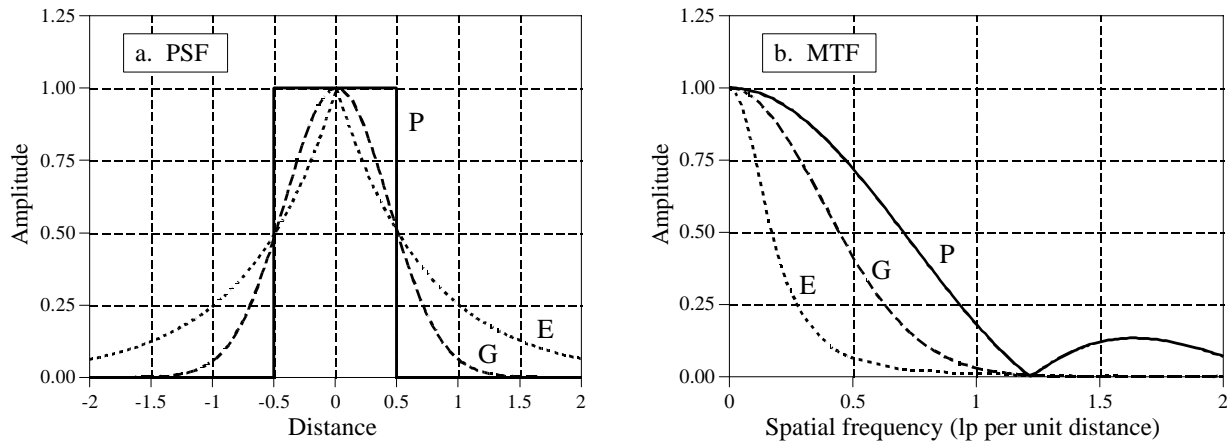 a. PSF
1.25
1.00
0.75
0.50
0.25
0.00
Amplitude
P
E
G
-2 -1.5 -1 -0.5 0 0.5 1 1.5 2
Distance
b. MTF
1.25
1.00
0.75
0.50
0.25
0.00
Amplitude
P
G
E
0 0.5 1 1.5 2
Spatial frequency (lp per unit distance)